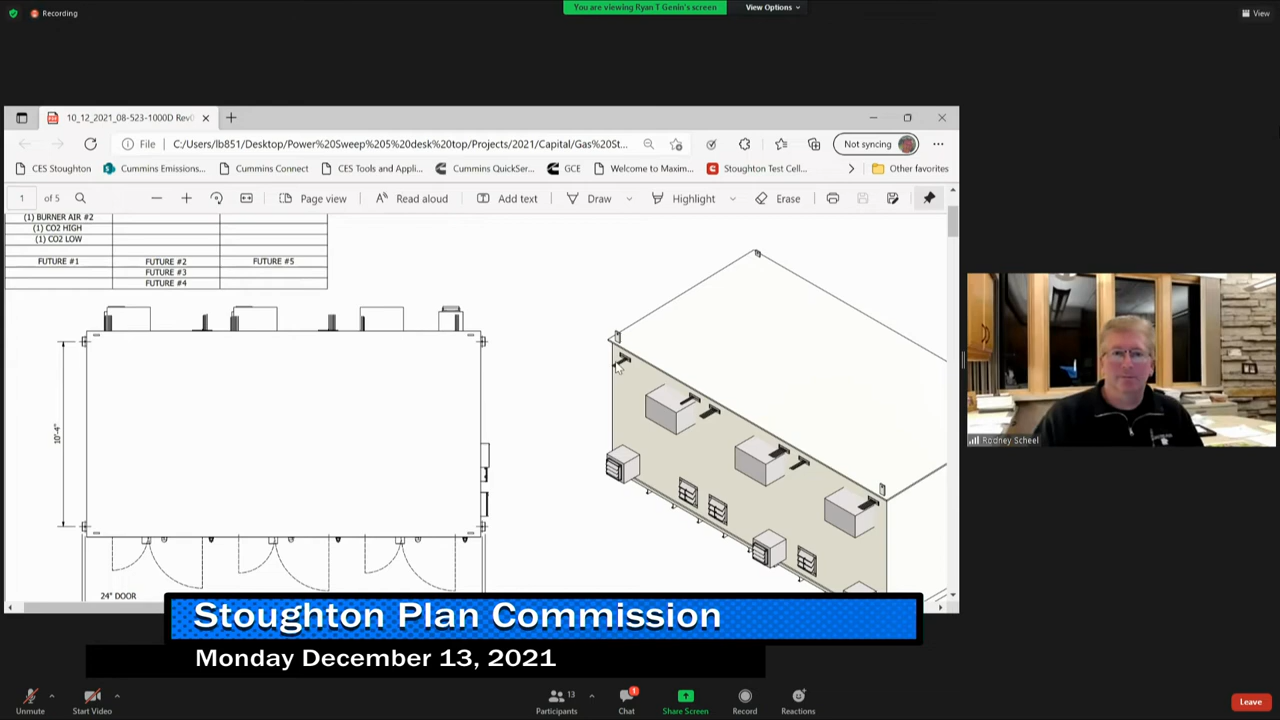 Recording
You are viewing Ryan T Genin's screen
View Options
View
10_12_2021_08-523-1000D Rev0
File
C:/Users/lb851/Desktop/Power%20Sweep%205%20desk%20top/Projects/2021/Capital/Gas%20St...
Not syncing
CES Stoughton
Cummins Emissions...
Cummins Connect
CES Tools and Appli...
Cummins QuickSer...
GCE
Welcome to Maxim...
Stoughton Test Cell...
Other favorites
1 of 5
Page view
Read aloud
Add text
Draw
Highlight
Erase
(1) BURNER AIR #2
(1) CO2 HIGH
(1) CO2 LOW
FUTURE #1
FUTURE #2
FUTURE #5
FUTURE #3
FUTURE #4
10'-4"
24" DOOR
Rodney Scheel
Stoughton Plan Commission
Monday December 13, 2021
Unmute
Start Video
13
Participants
1
Chat
Share Screen
Record
Reactions
Leave